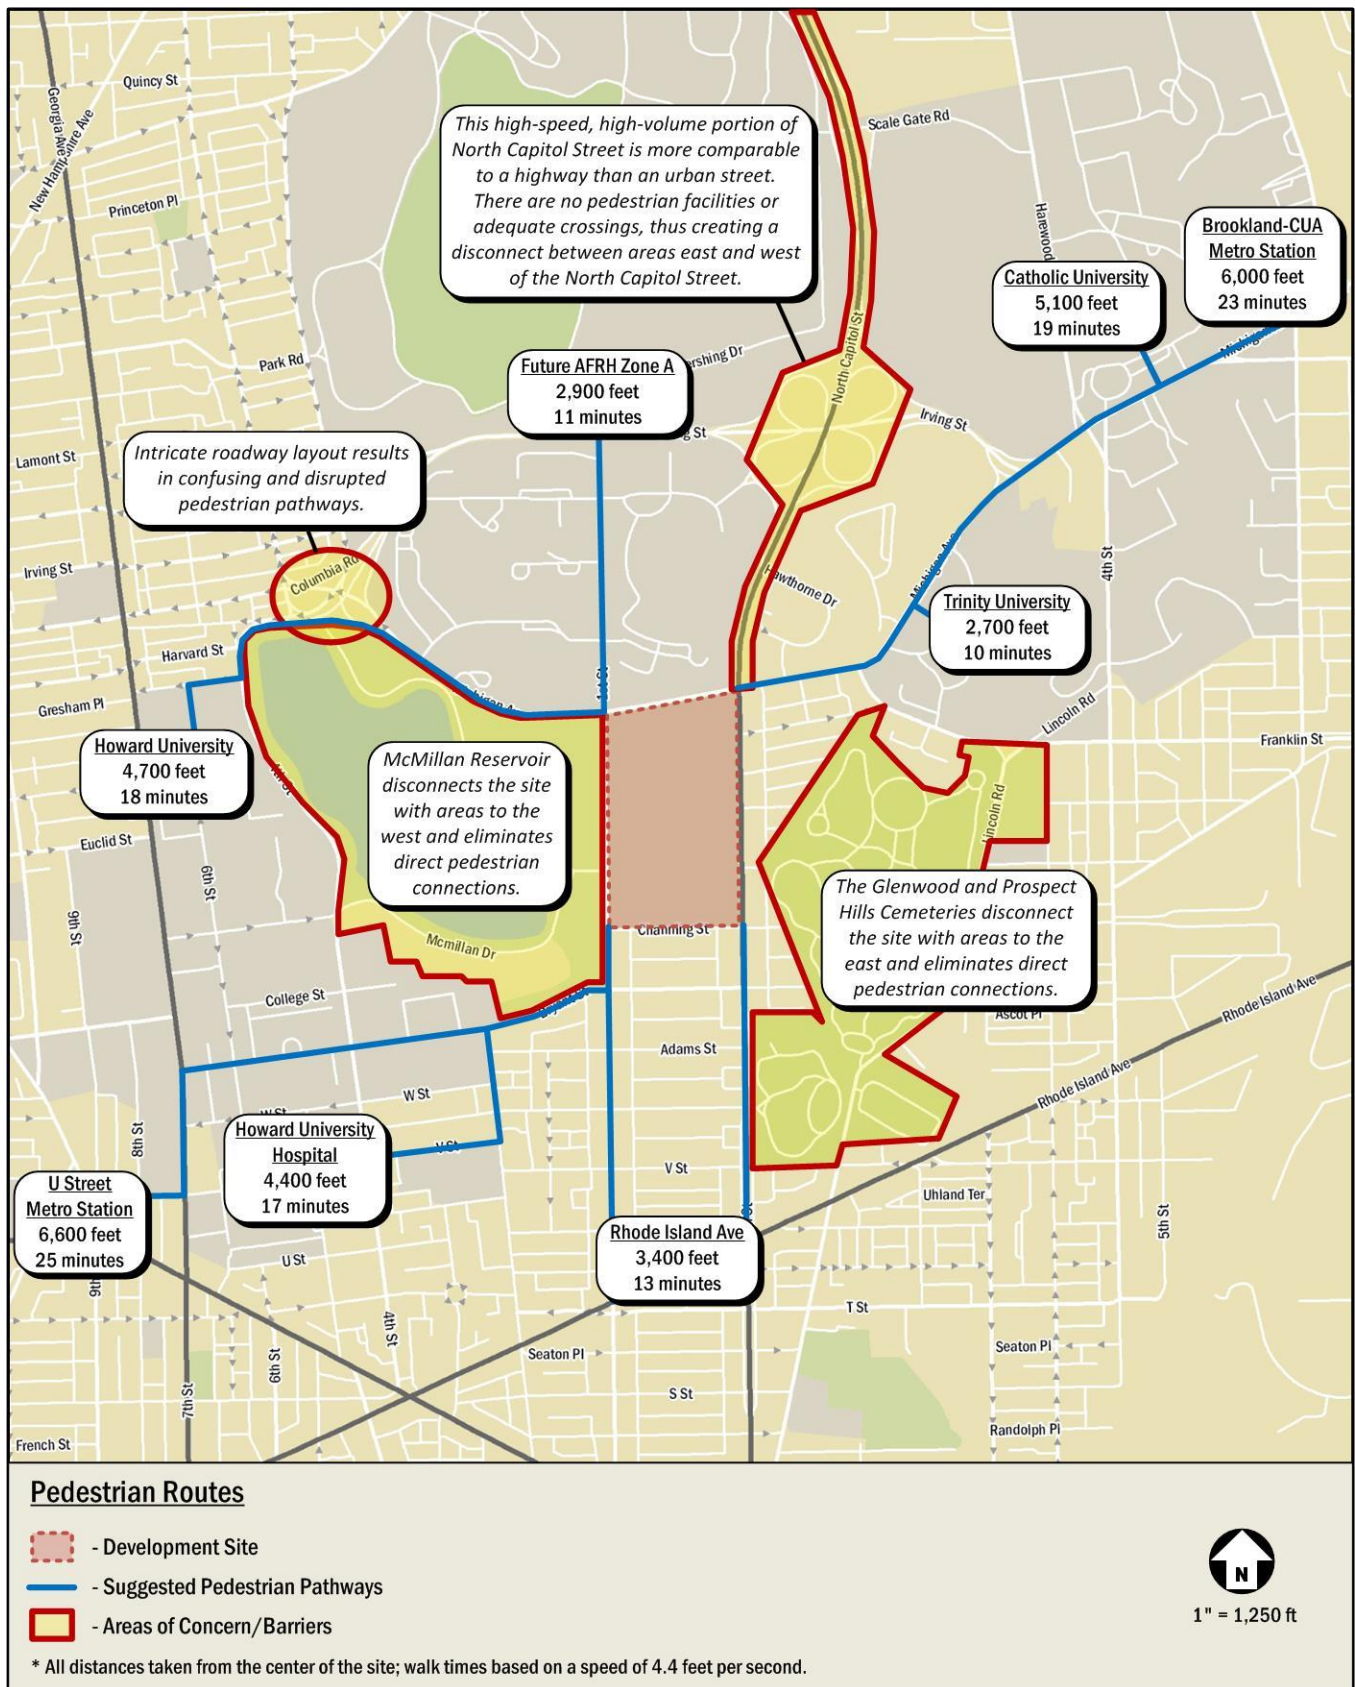 Quincy St
Georgia Ave
New Hampshire Ave
Princeton Pl
This high-speed, high-volume portion of
North Capitol Street is more comparable
to a highway than an urban street.
There are no pedestrian facilities or
adequate crossings, thus creating a
disconnect between areas east and west
of the North Capitol Street.
Scale Gate Rd
Harewood
Brookland-CUA
Metro Station
6,000 feet
23 minutes
Catholic University
5,100 feet
19 minutes
North Capitol St
ershing Dr
Park Rd
Future AFRH Zone A
2,900 feet
11 minutes
g St
Irving St
Lamont St
Intricate roadway layout results
in confusing and disrupted
pedestrian pathways.
Irving St
Columbia Rd
Michigan Ave
4th St
Hawthorne Dr
Trinity University
2,700 feet
10 minutes
Harvard St
Gresham Pl
1st St
Lincoln Rd
Franklin St
Howard University
4,700 feet
18 minutes
4th St
McMillan Reservoir
disconnects the site
with areas to the
west and eliminates
direct pedestrian
connections.
Lincoln Rd
Euclid St
6th St
9th St
The Glenwood and Prospect
Hills Cemeteries disconnect
the site with areas to the
east and eliminates direct
pedestrian connections.
Channing St
Mcmillan Dr
College St
Ascot Pl
Rhode Island Ave
Adams St
Rhode Island Ave
W St
W St
8th St
Howard University
Hospital
4,400 feet
17 minutes
V St
V St
U Street
Metro Station
6,600 feet
25 minutes
Uhland Ter
5th St
Rhode Island Ave
3,400 feet
13 minutes
U St
9th
4th St
T St
6th St
Seaton Pl
Seaton Pl
7th St
S St
Randolph Pl
French St
Pedestrian Routes
- Development Site
- Suggested Pedestrian Pathways
- Areas of Concern/Barriers
N
1" = 1,250 ft
* All distances taken from the center of the site; walk times based on a speed of 4.4 feet per second.